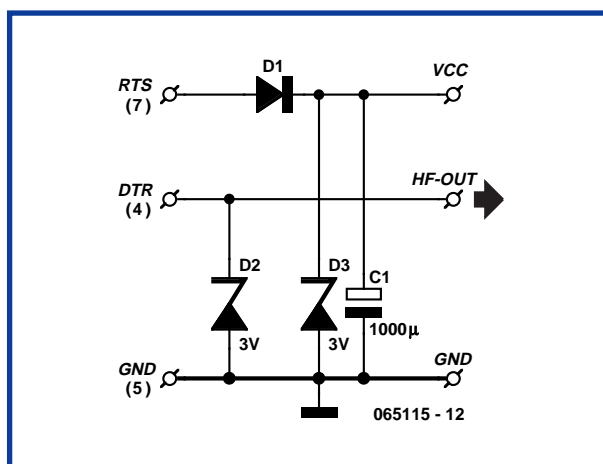 D1
RTS
(7)
VCC
DTR
(4)
HF-OUT
D2
D3
C1
3V
3V
1000µ
GND
(5)
GND
065115 - 12